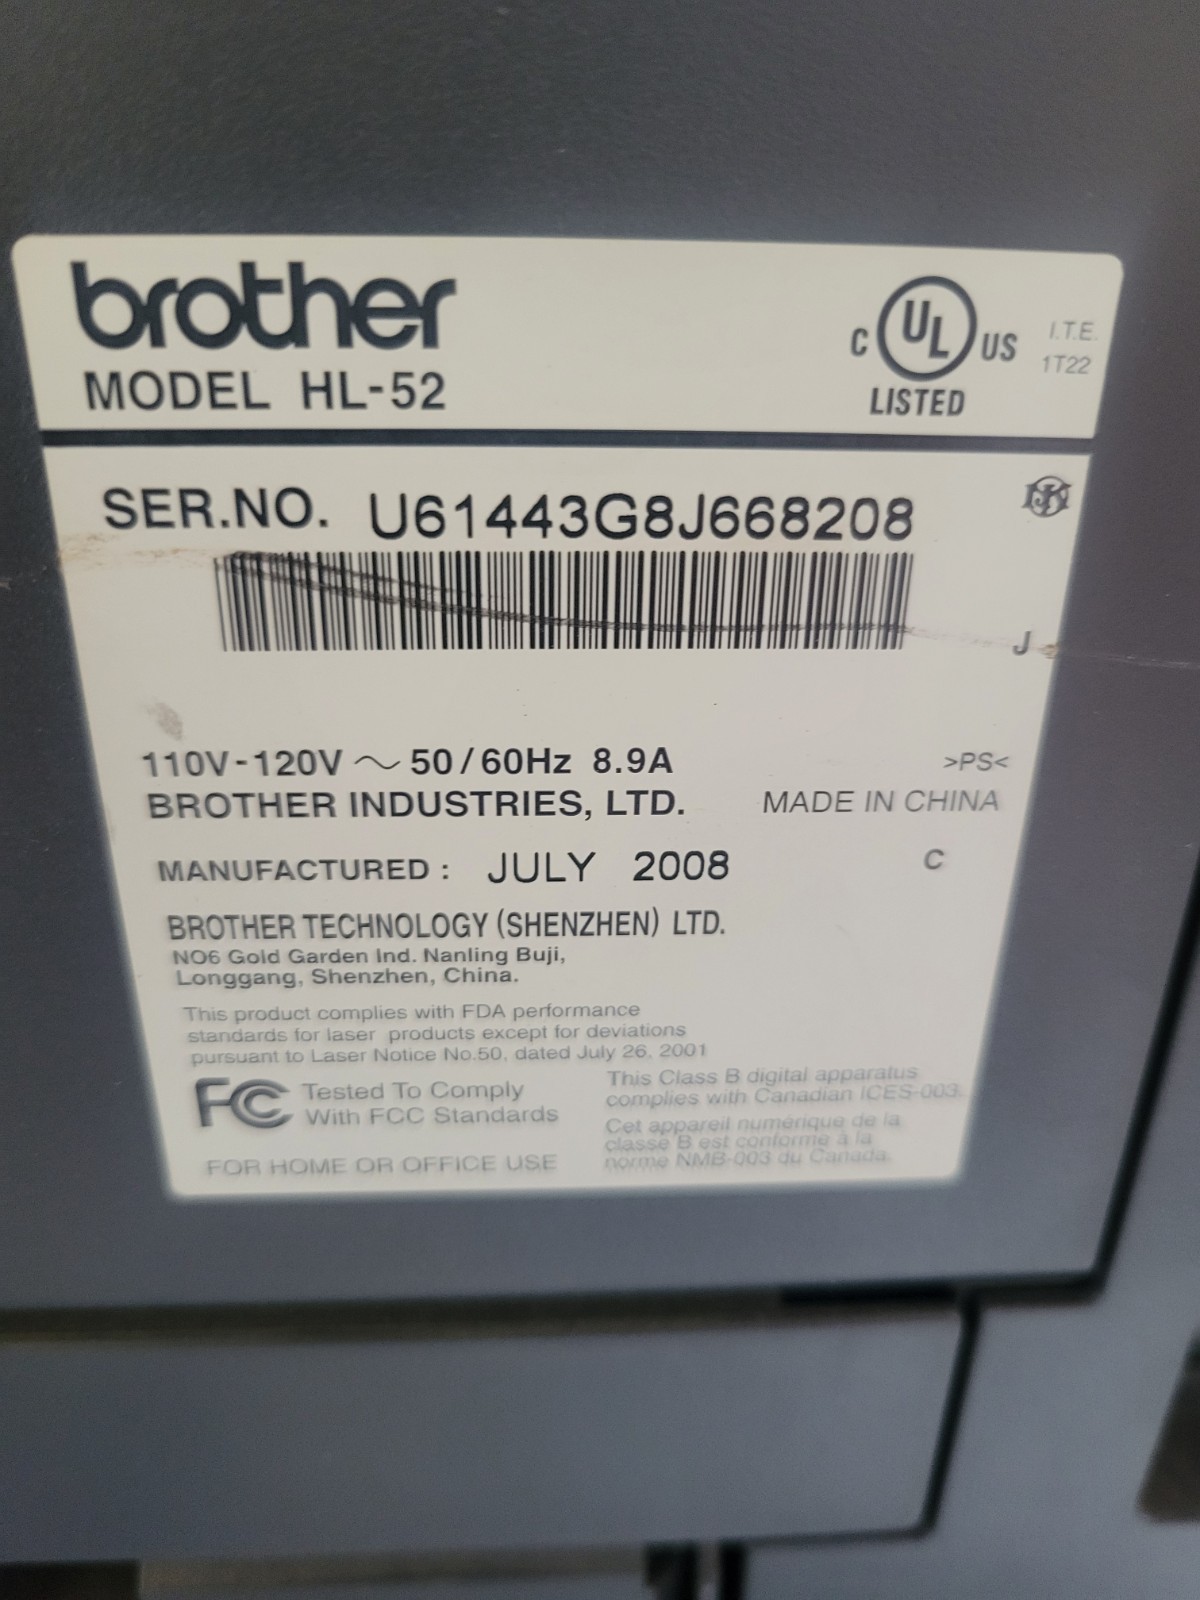 brother
MODEL HL-52
C UL US
LISTED
I.T.E.
1T22
SER.NO. U61443G8J668208
J
110V-120V ~ 50/60Hz 8.9A
>PS<
BROTHER INDUSTRIES, LTD.
MADE IN CHINA
MANUFACTURED : JULY 2008
C
BROTHER TECHNOLOGY (SHENZHEN) LTD.
NO6 Gold Garden Ind. Nanling Buji,
Longgang, Shenzhen, China.
This product complies with FDA performance
standards for laser products except for deviations
pursuant to Laser Notice No.50, dated July 26, 2001
FC Tested To Comply
With FCC Standards
FOR HOME OR OFFICE USE
This Class B digital apparatus
complies with Canadian ICES-003.
Cet appareil numérique de la
classe B est conforme à la
norme NMB-003 du Canada.